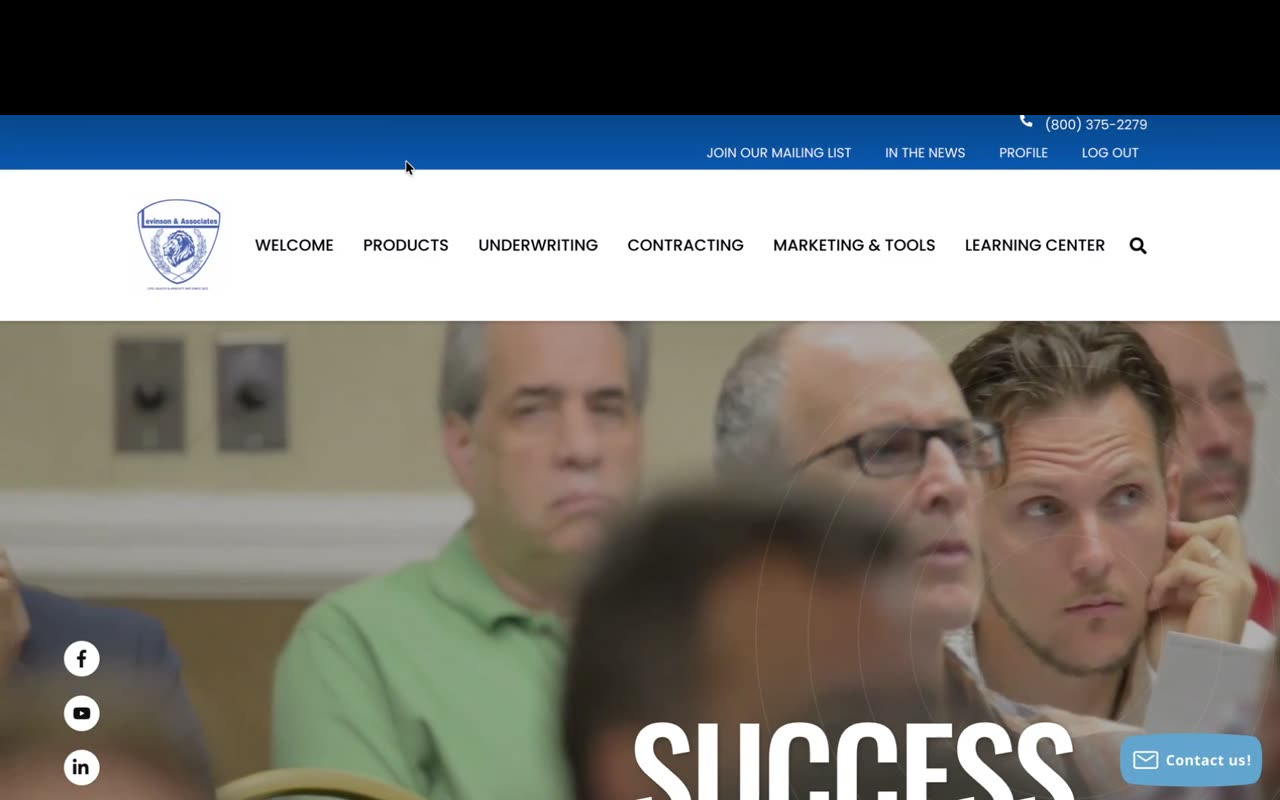 (800) 375-2279
JOIN OUR MAILING LIST IN THE NEWS PROFILE LOG OUT
Levinson & Associates
WELCOME PRODUCTS UNDERWRITING CONTRACTING MARKETING & TOOLS LEARNING CENTER
SUCCESS
Contact us!